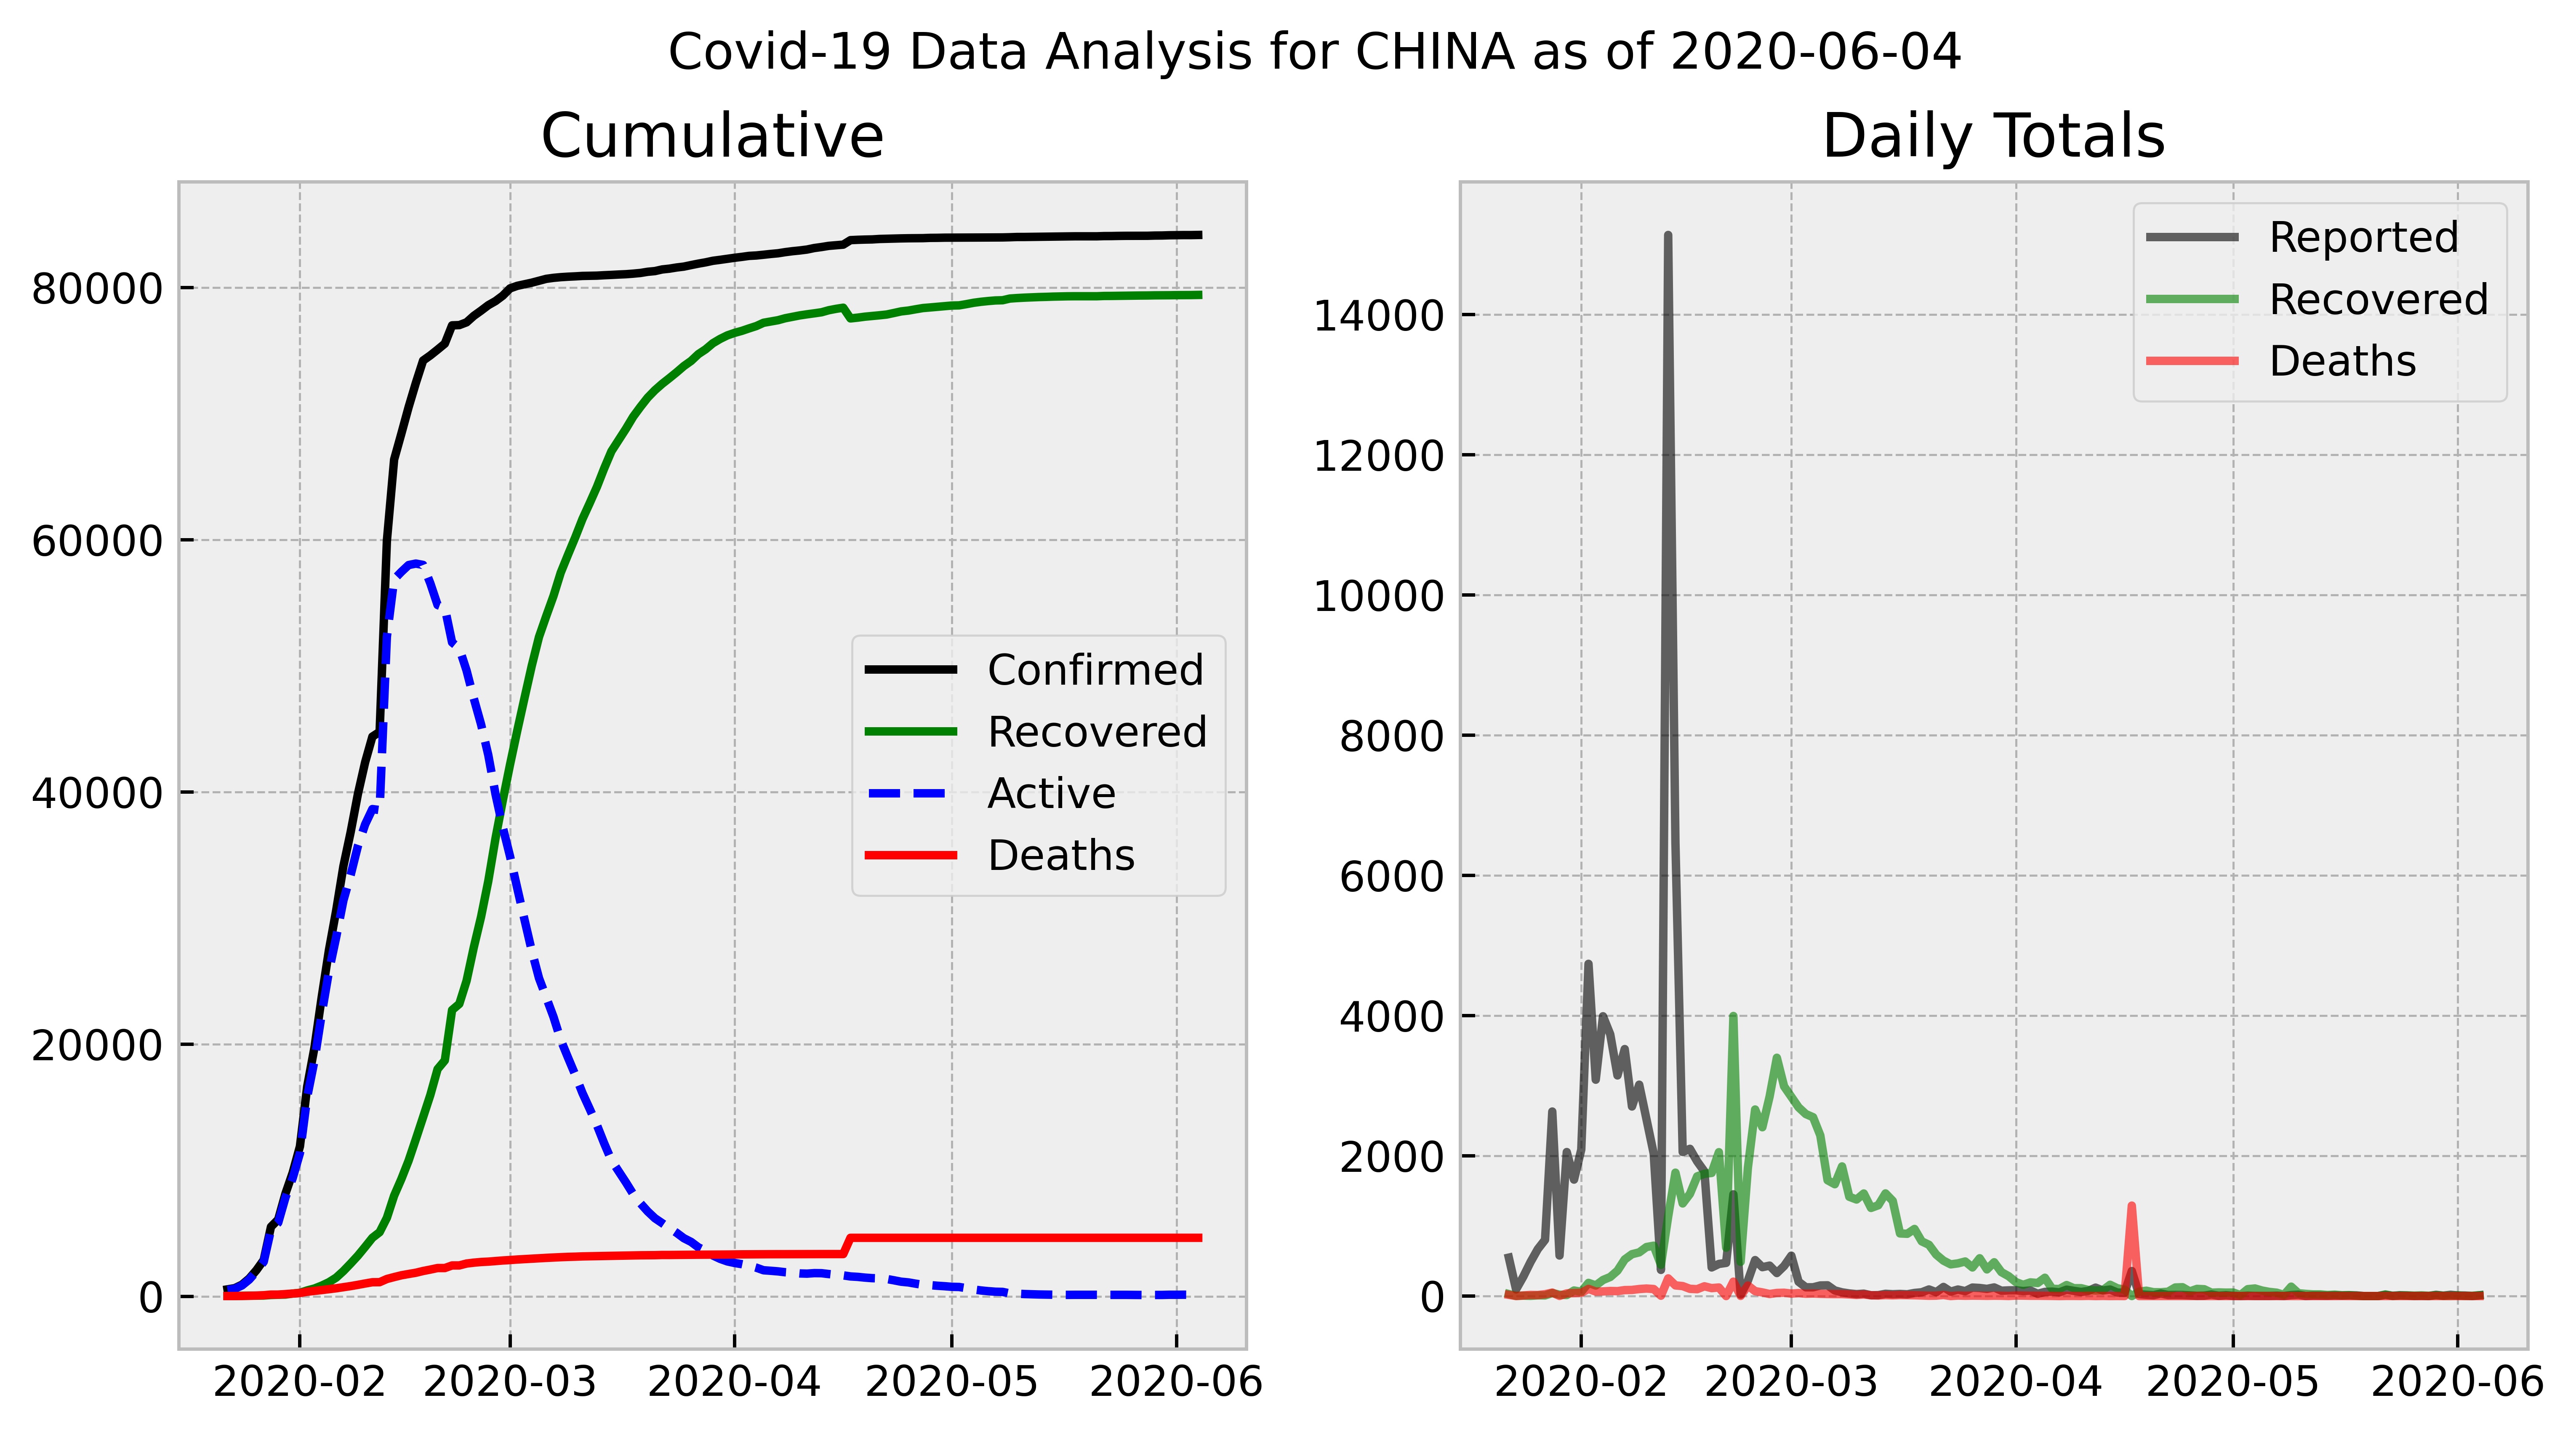 Covid-19 Data Analysis for CHINA as of 2020-06-04
Cumulative
80000
60000
40000
20000
0
2020-02 2020-03 2020-04 2020-05 2020-06
Confirmed
Recovered
Active
Deaths
Daily Totals
14000
12000
10000
8000
6000
4000
2000
0
2020-02 2020-03 2020-04 2020-05 2020-06
Reported
Recovered
Deaths